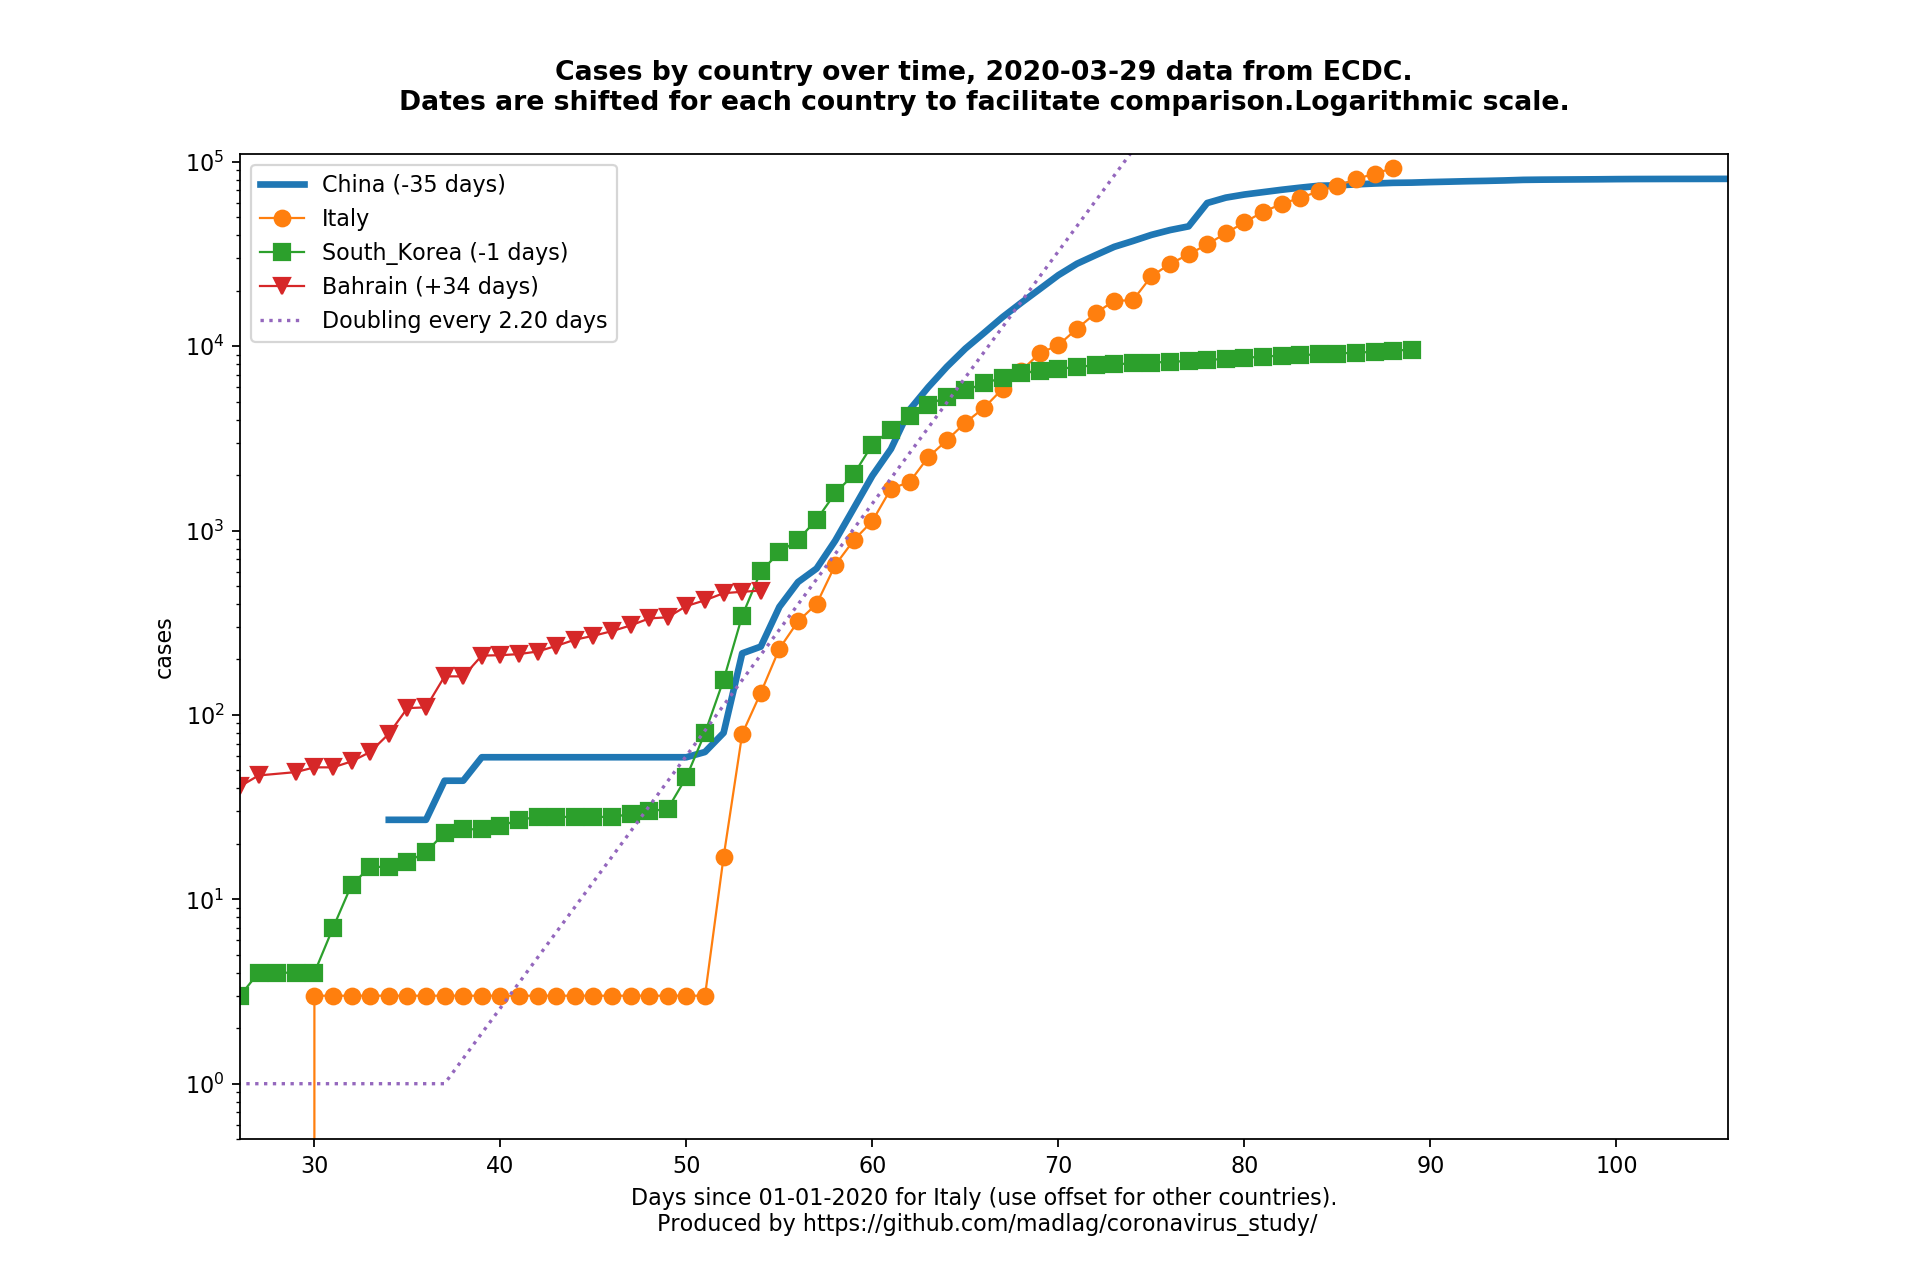 Cases by country over time, 2020-03-29 data from ECDC.
Dates are shifted for each country to facilitate comparison.Logarithmic scale.
10^5
10^4
10^3
10^2
10^1
10^0
cases
China (-35 days)
Italy
South_Korea (-1 days)
Bahrain (+34 days)
Doubling every 2.20 days
30 40 50 60 70 80 90 100
Days since 01-01-2020 for Italy (use offset for other countries).
Produced by https://github.com/madlag/coronavirus_study/